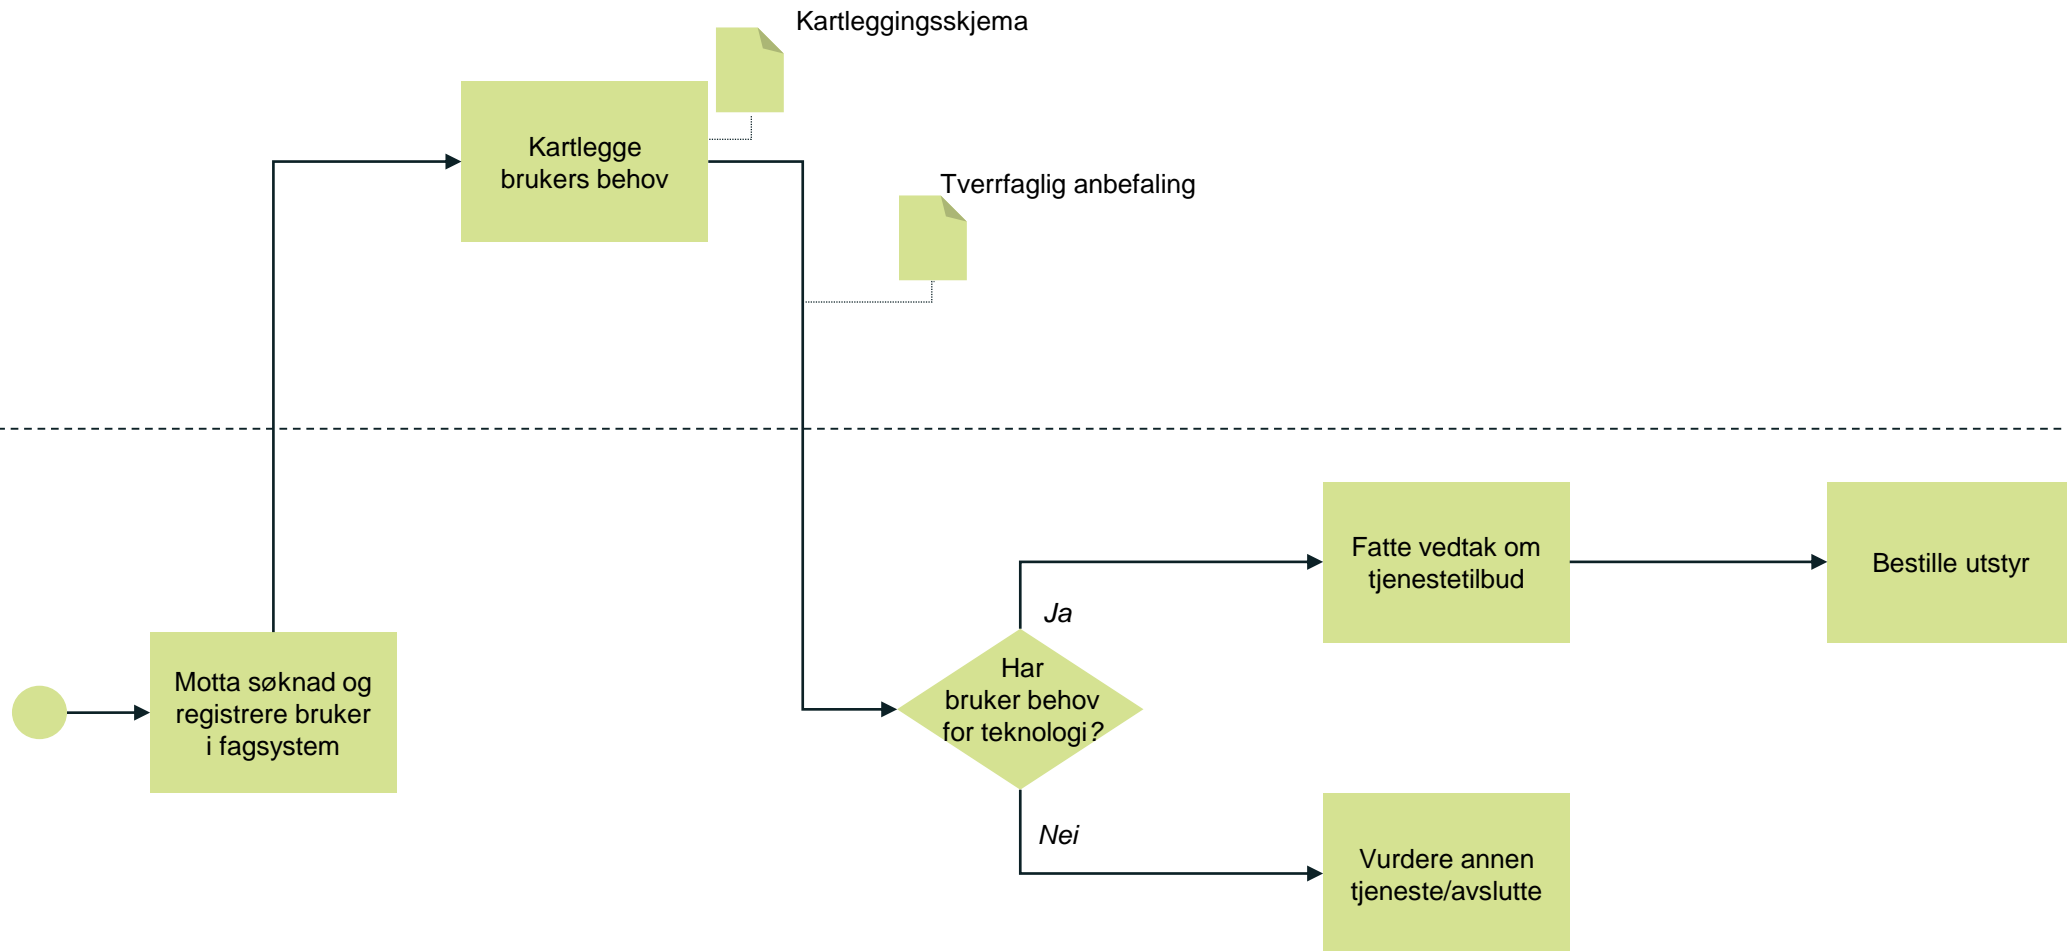 Kartleggingsskjema
Kartlegge
brukers behov
Tverrfaglig anbefaling
Motta søknad og
registrere bruker
i fagsystem
Har
bruker behov
for teknologi?
Ja
Fatte vedtak om
tjenestetilbud
Bestille utstyr
Nei
Vurdere annen
tjeneste/avslutte